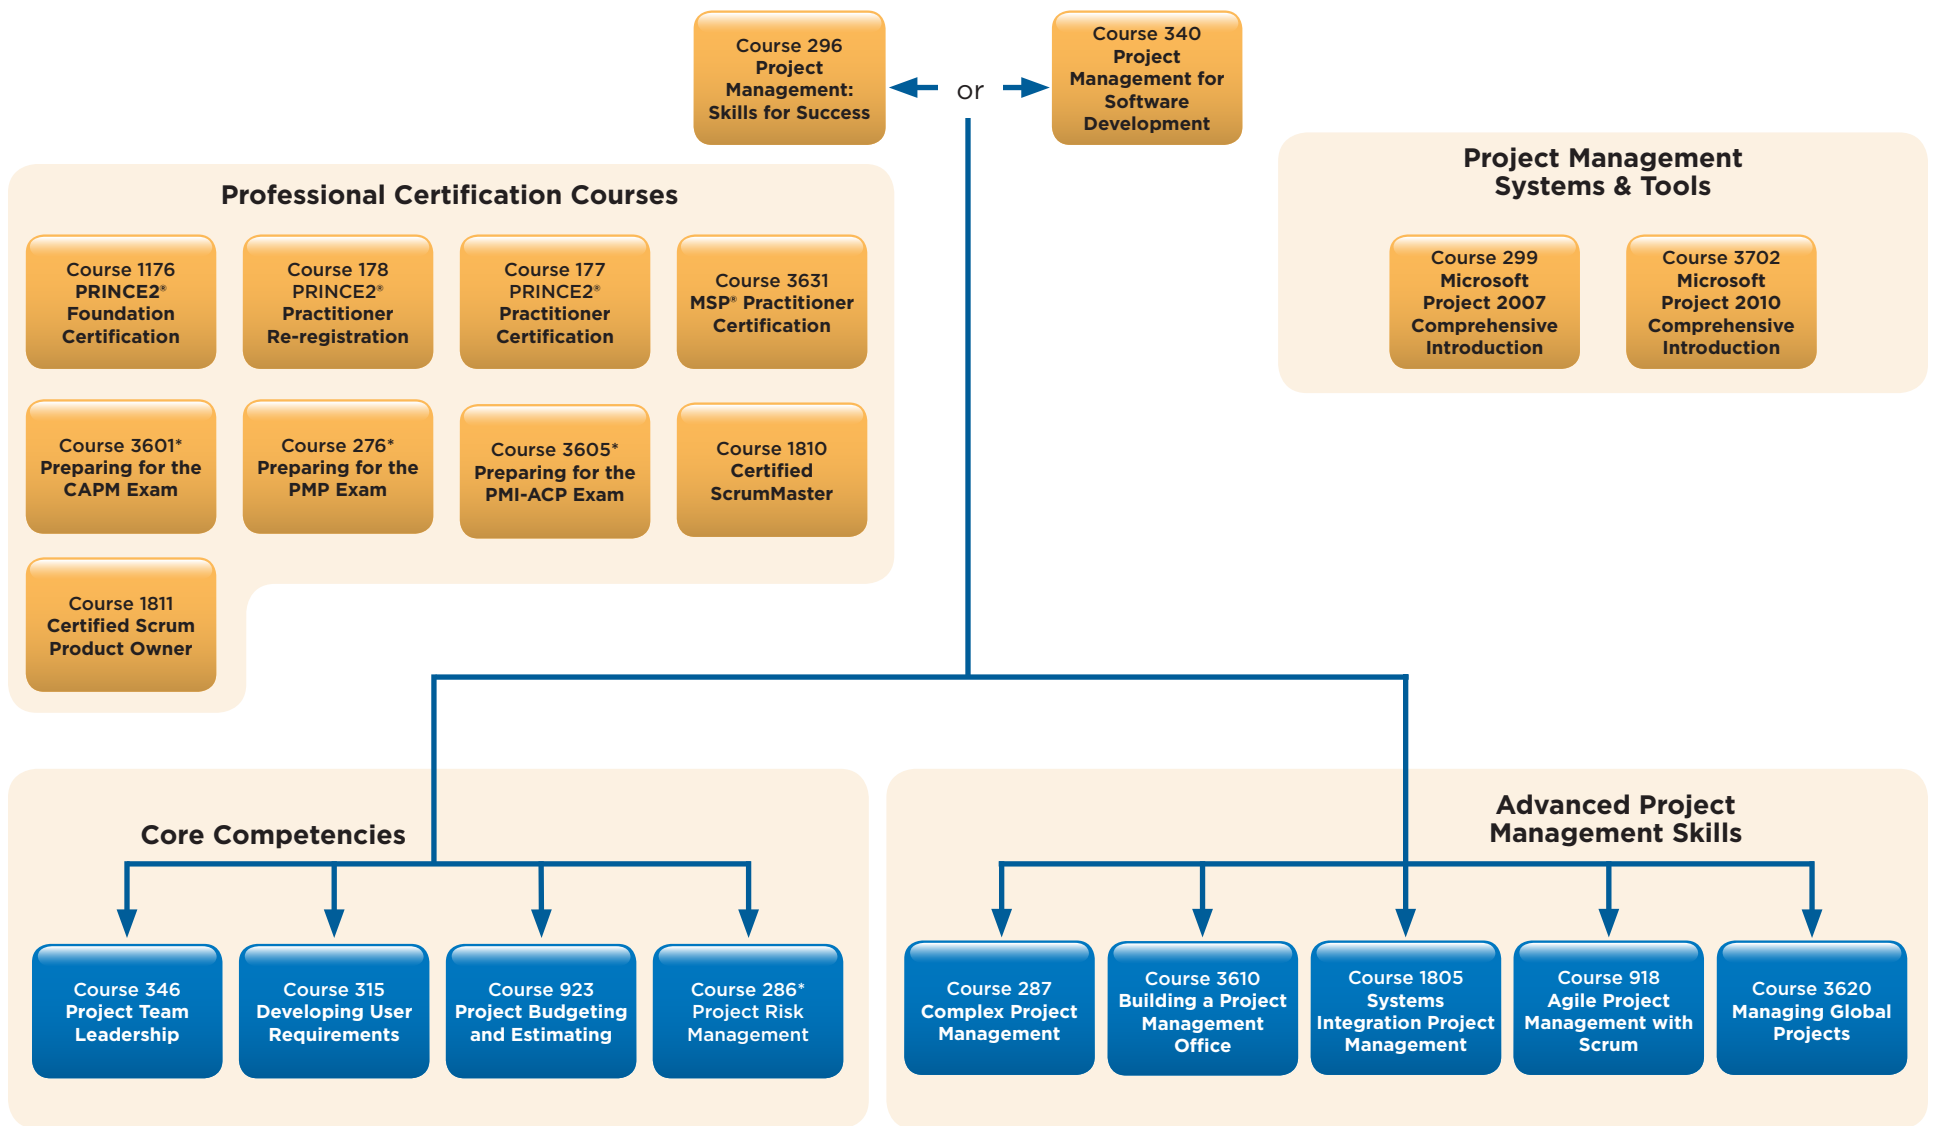 Course 296
Project
Management:
Skills for Success
or
Course 340
Project
Management for
Software
Development
Professional Certification Courses
Course 1176
PRINCE2®
Foundation
Certification
Course 178
PRINCE2®
Practitioner
Re-registration
Course 177
PRINCE2®
Practitioner
Certification
Course 3631
MSP® Practitioner
Certification
Course 3601*
Preparing for the
CAPM Exam
Course 276*
Preparing for the
PMP Exam
Course 3605*
Preparing for the
PMI-ACP Exam
Course 1810
Certified
ScrumMaster
Course 1811
Certified Scrum
Product Owner
Project Management
Systems & Tools
Course 299
Microsoft
Project 2007
Comprehensive
Introduction
Course 3702
Microsoft
Project 2010
Comprehensive
Introduction
Core Competencies
Course 346
Project Team
Leadership
Course 315
Developing User
Requirements
Course 923
Project Budgeting
and Estimating
Course 286*
Project Risk
Management
Advanced Project
Management Skills
Course 287
Complex Project
Management
Course 3610
Building a Project
Management
Office
Course 1805
Systems
Integration Project
Management
Course 918
Agile Project
Management with
Scrum
Course 3620
Managing Global
Projects